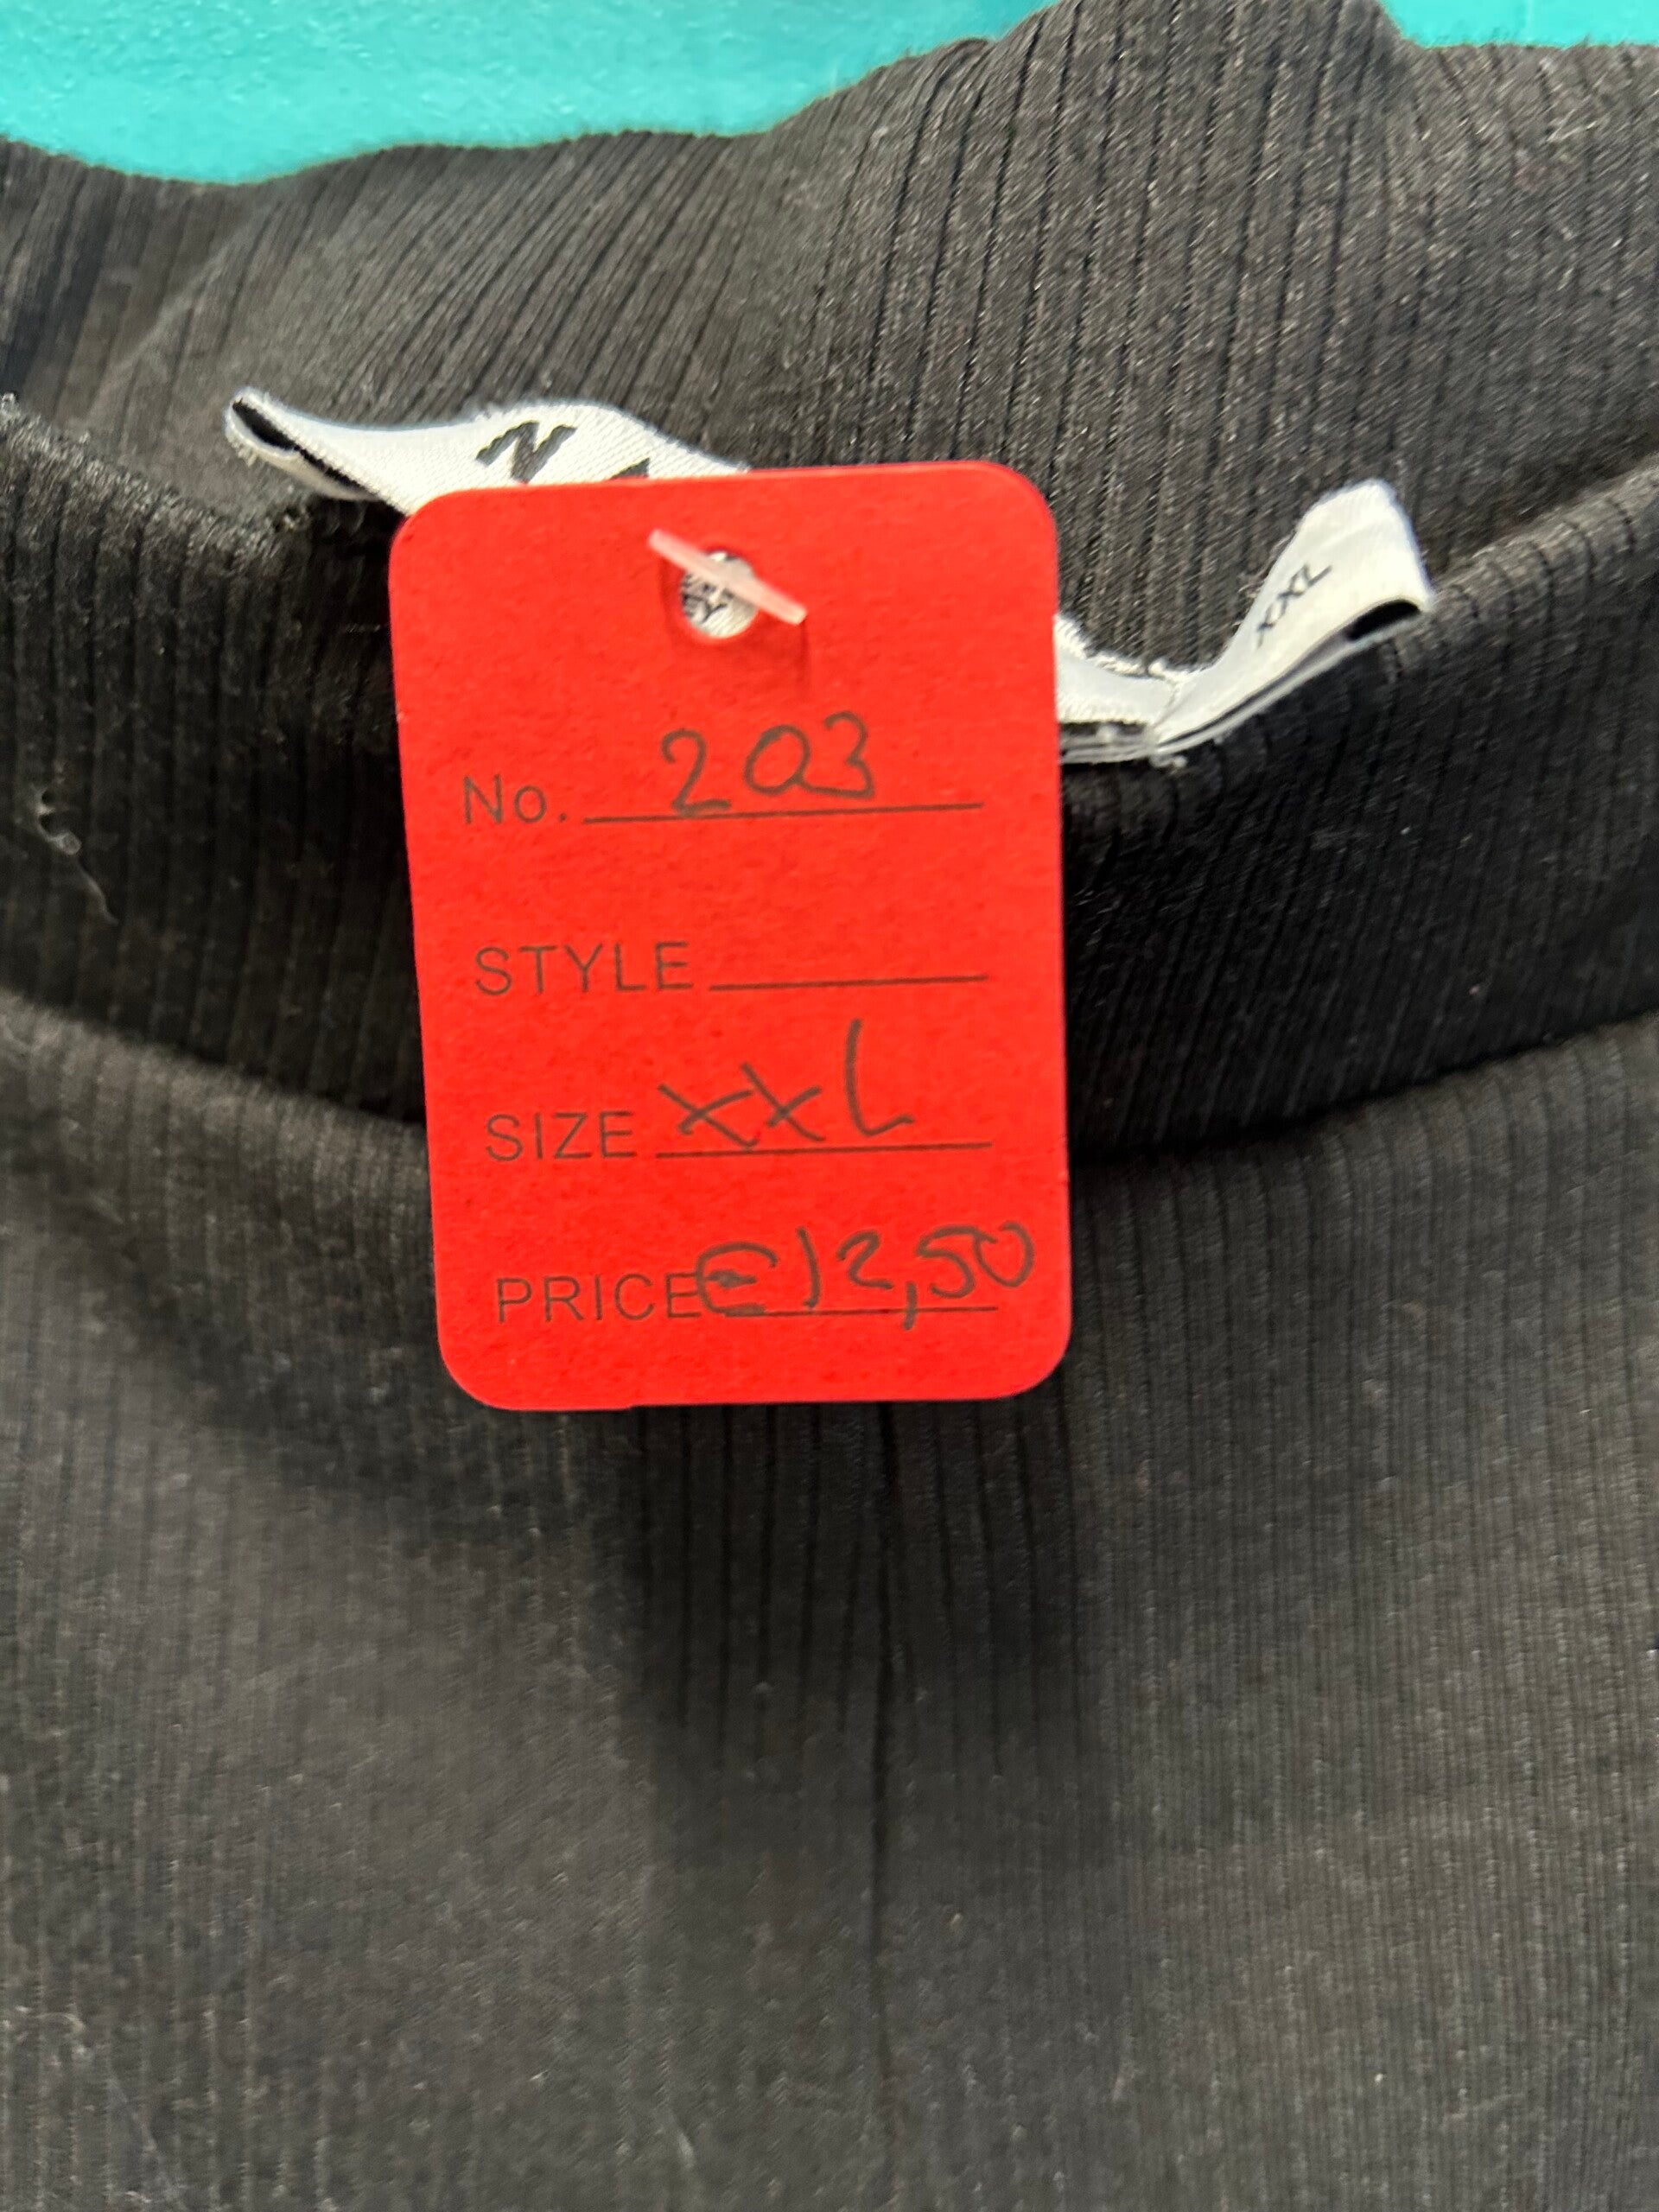 XXL
No. 203
STYLE
SIZE XXL
PRICE €12,50